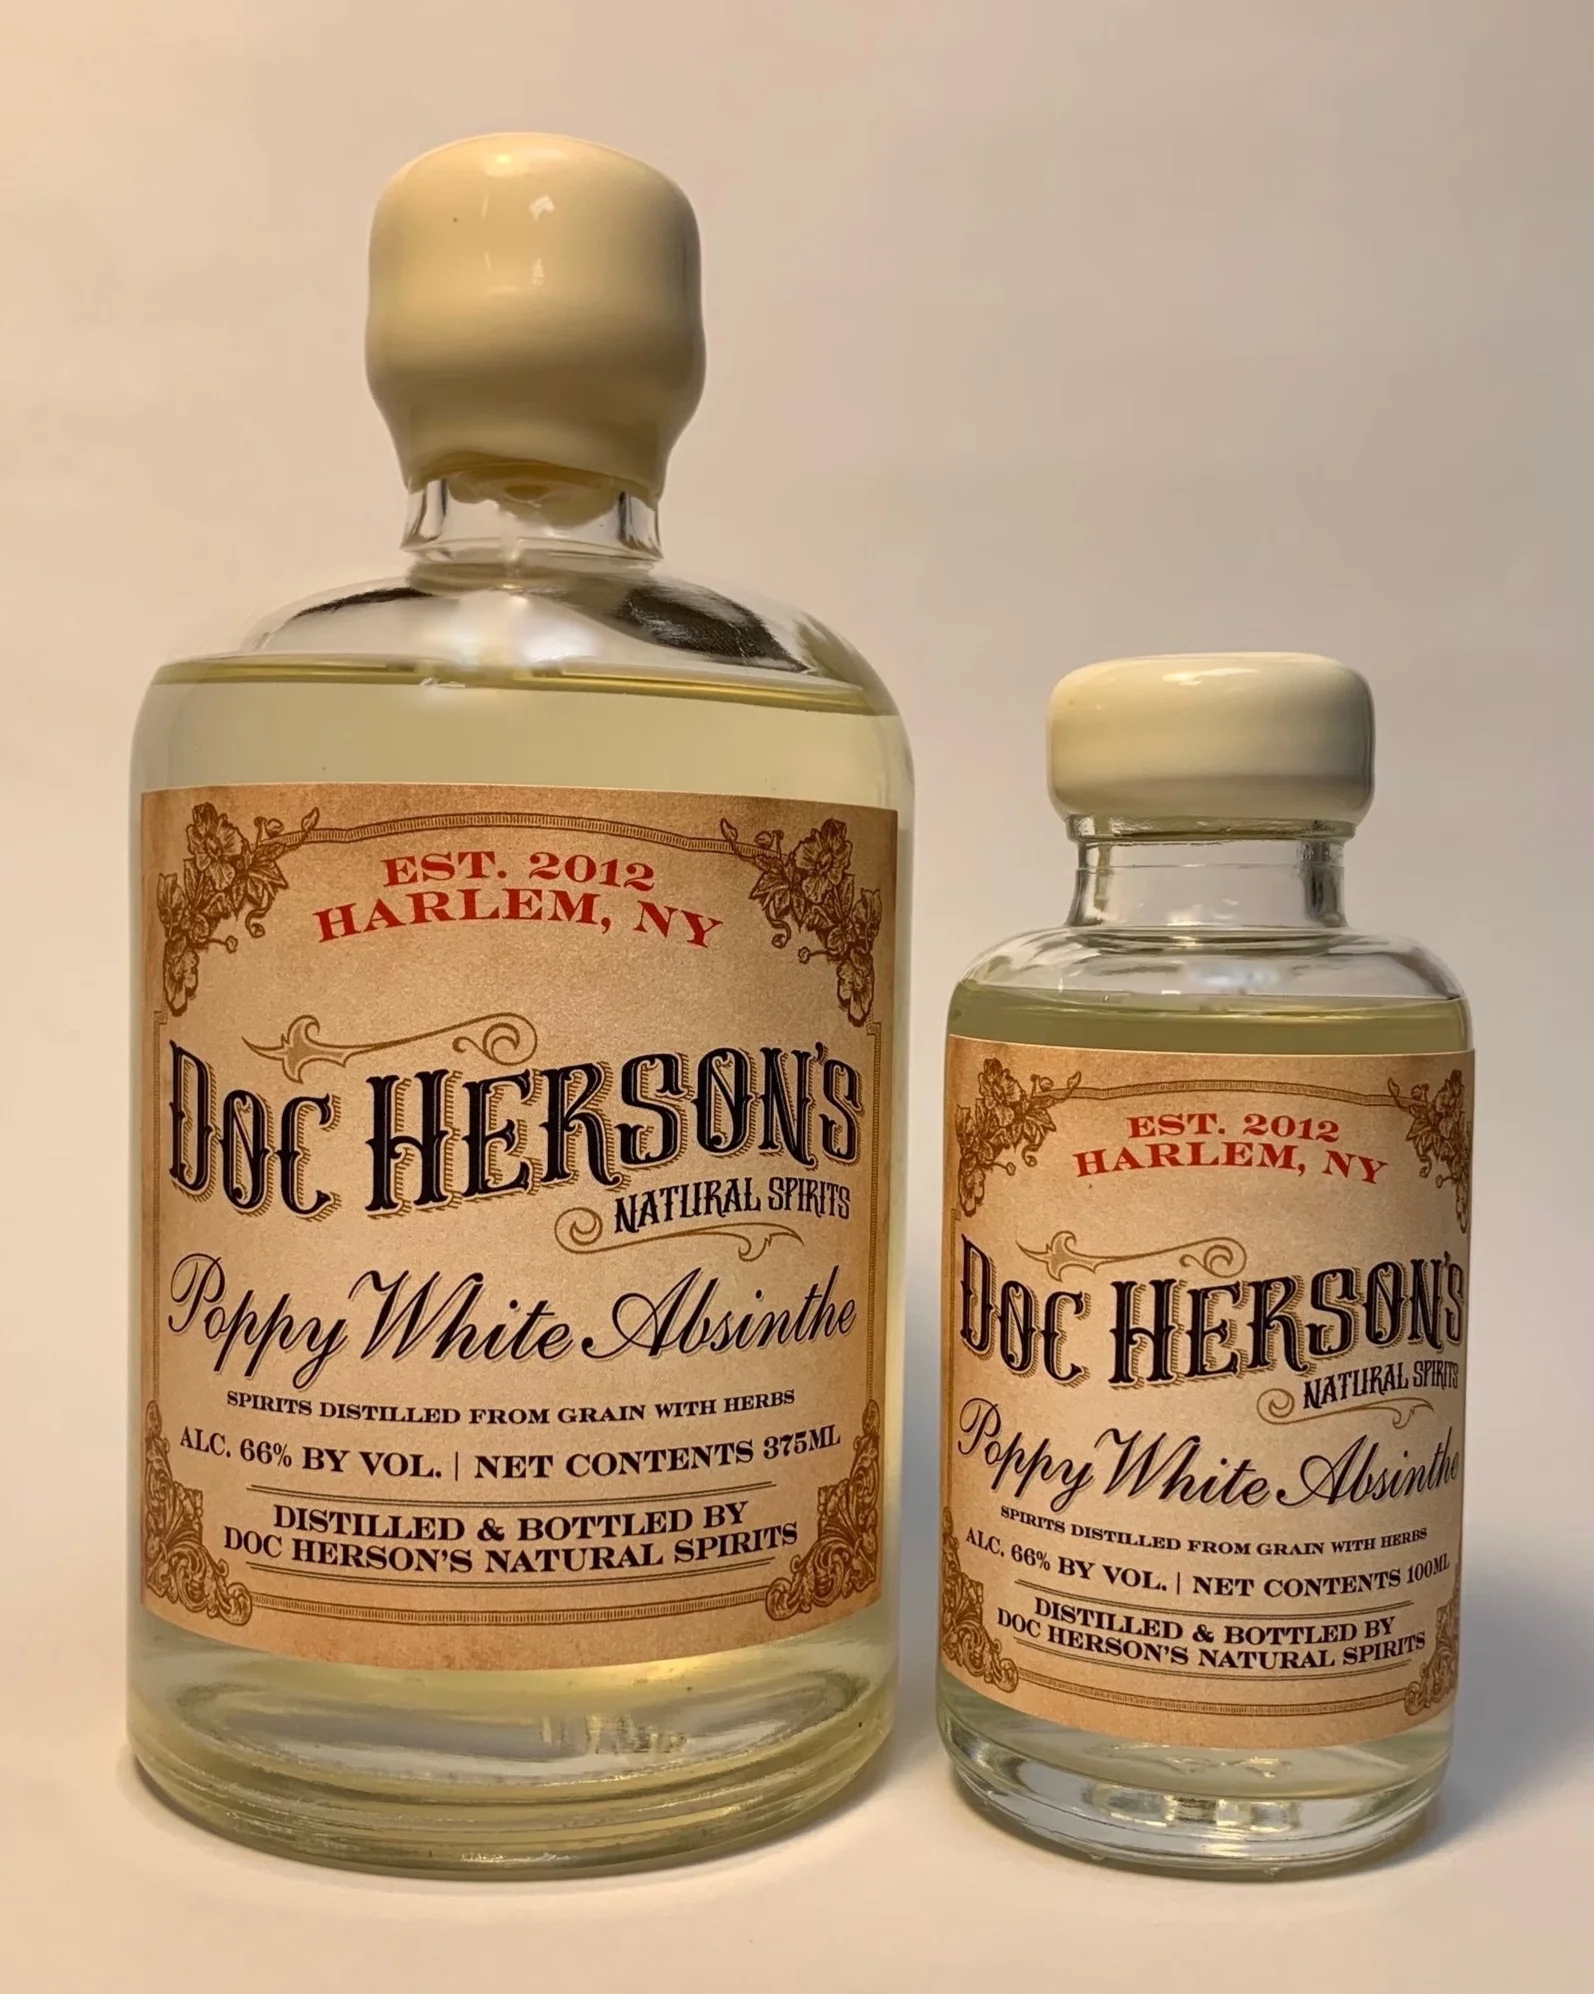 EST. 2012
HARLEM, NY
DOC HERSON'S
NATURAL SPIRITS
Poppy White Absinthe
SPIRITS DISTILLED FROM GRAIN WITH HERBS
ALC. 66% BY VOL. | NET CONTENTS 375ML
DISTILLED & BOTTLED BY
DOC HERSON'S NATURAL SPIRITS
EST. 2012
HARLEM, NY
DOC HERSON'S
NATURAL SPIRITS
Poppy White Absinthe
SPIRITS DISTILLED FROM GRAIN WITH HERBS
ALC. 66% BY VOL. | NET CONTENTS 100ML
DISTILLED & BOTTLED BY
DOC HERSON'S NATURAL SPIRITS